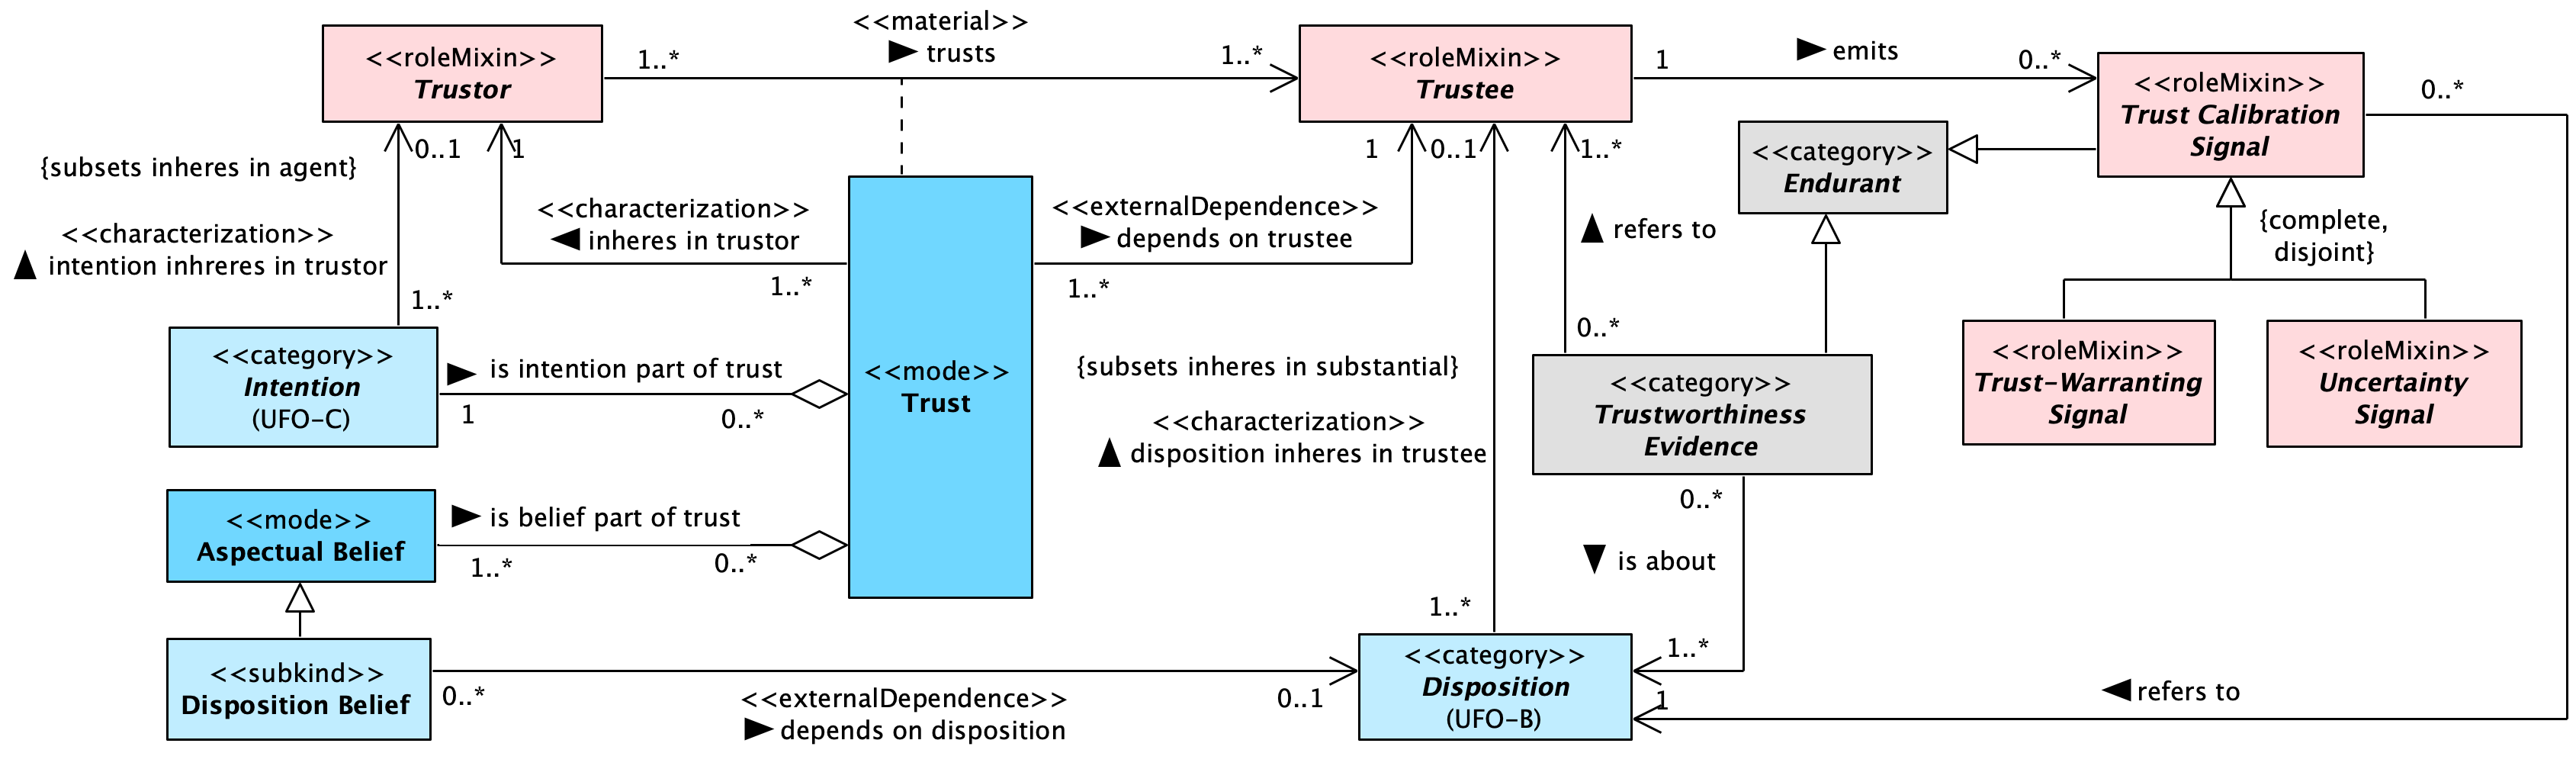 <<material>>
trusts
<<roleMixin>>
Trustor
1..*
1..*
<<roleMixin>>
Trustee
1
emits
0..*
<<roleMixin>>
Trust Calibration
Signal
0..*
{subsets inheres in agent}
0..1
1
<<characterization>>
inheres in trustor
1..*
<<externalDependence>>
depends on trustee
1..*
1
0..1
1..*
<<category>>
Endurant
refers to
{complete,
disjoint}
<<characterization>>
intention inhreres in trustor
1..*
<<category>>
Intention
(UFO-C)
is intention part of trust
1
0..*
<<mode>>
Trust
{subsets inheres in substantial}
<<characterization>>
disposition inheres in trustee
0..*
<<category>>
Trustworthiness
Evidence
<<roleMixin>>
Trust-Warranting
Signal
<<roleMixin>>
Uncertainty
Signal
<<mode>>
Aspectual Belief
is belief part of trust
1..*
0..*
0..*
is about
1..*
1..*
<<subkind>>
Disposition Belief
0..*
<<externalDependence>>
depends on disposition
0..1
<<category>>
Disposition
(UFO-B)
1
refers to